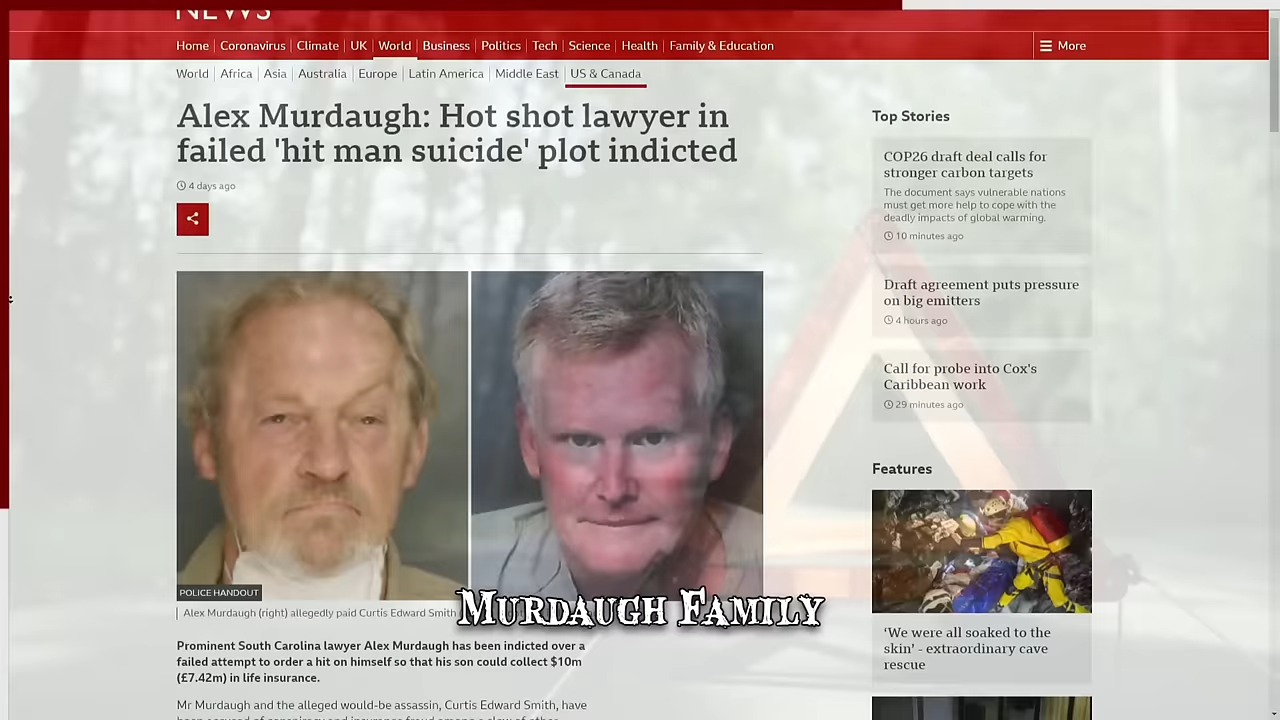 NEWS
Home Coronavirus Climate UK World Business Politics Tech Science Health Family & Education More
World Africa Asia Australia Europe Latin America Middle East US & Canada
Alex Murdaugh: Hot shot lawyer in
failed 'hit man suicide' plot indicted
4 days ago
POLICE HANDOUT
Alex Murdaugh (right) allegedly paid Curtis Edward Smith
Murdaugh Family
Prominent South Carolina lawyer Alex Murdaugh has been indicted over a
failed attempt to order a hit on himself so that his son could collect $10m
(£7.42m) in life insurance.
Mr Murdaugh and the alleged would-be assassin, Curtis Edward Smith, have
Top Stories
COP26 draft deal calls for
stronger carbon targets
The document says vulnerable nations
must get more help to cope with the
deadly impacts of global warming.
10 minutes ago
Draft agreement puts pressure
on big emitters
4 hours ago
Call for probe into Cox's
Caribbean work
29 minutes ago
Features
'We were all soaked to the
skin' - extraordinary cave
rescue